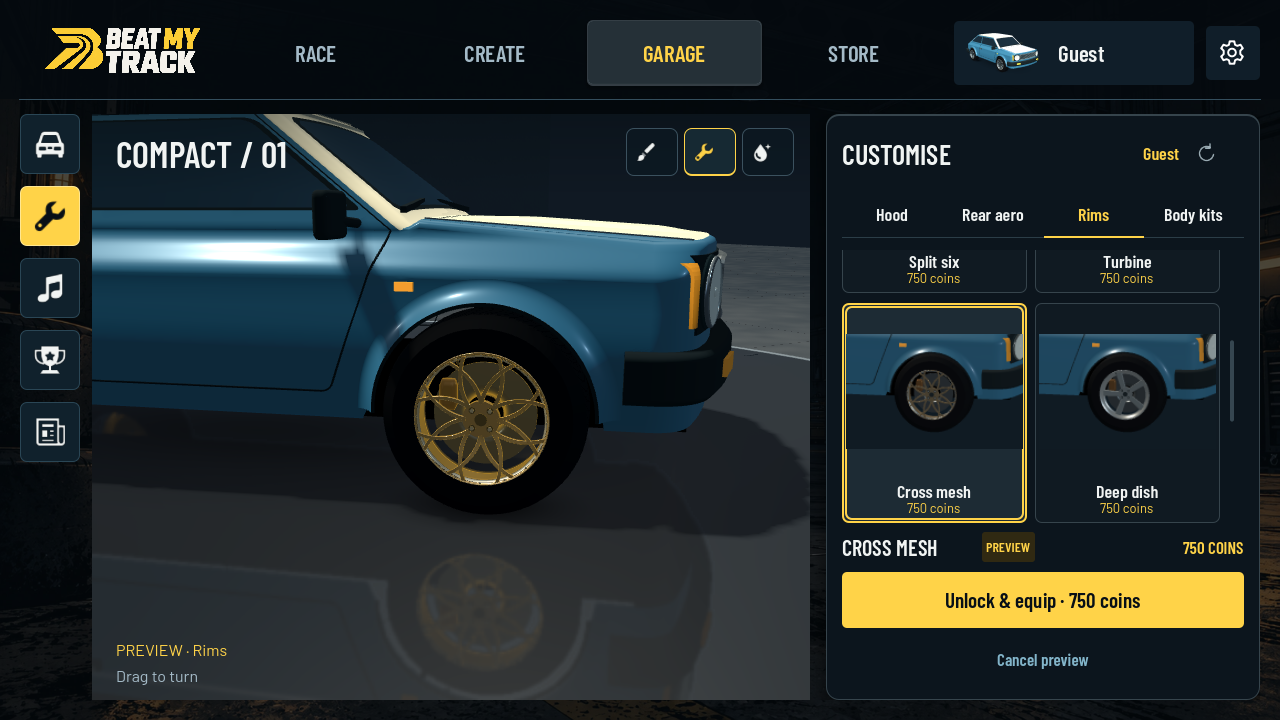 BEAT MY
TRACK
RACE
CREATE
GARAGE
STORE
Guest
COMPACT / 01
CUSTOMISE
Guest
Hood
Rear aero
Rims
Body kits
Split six
750 coins
Turbine
750 coins
Cross mesh
750 coins
Deep dish
750 coins
CROSS MESH
PREVIEW
750 COINS
Unlock & equip · 750 coins
Cancel preview
PREVIEW · Rims
Drag to turn